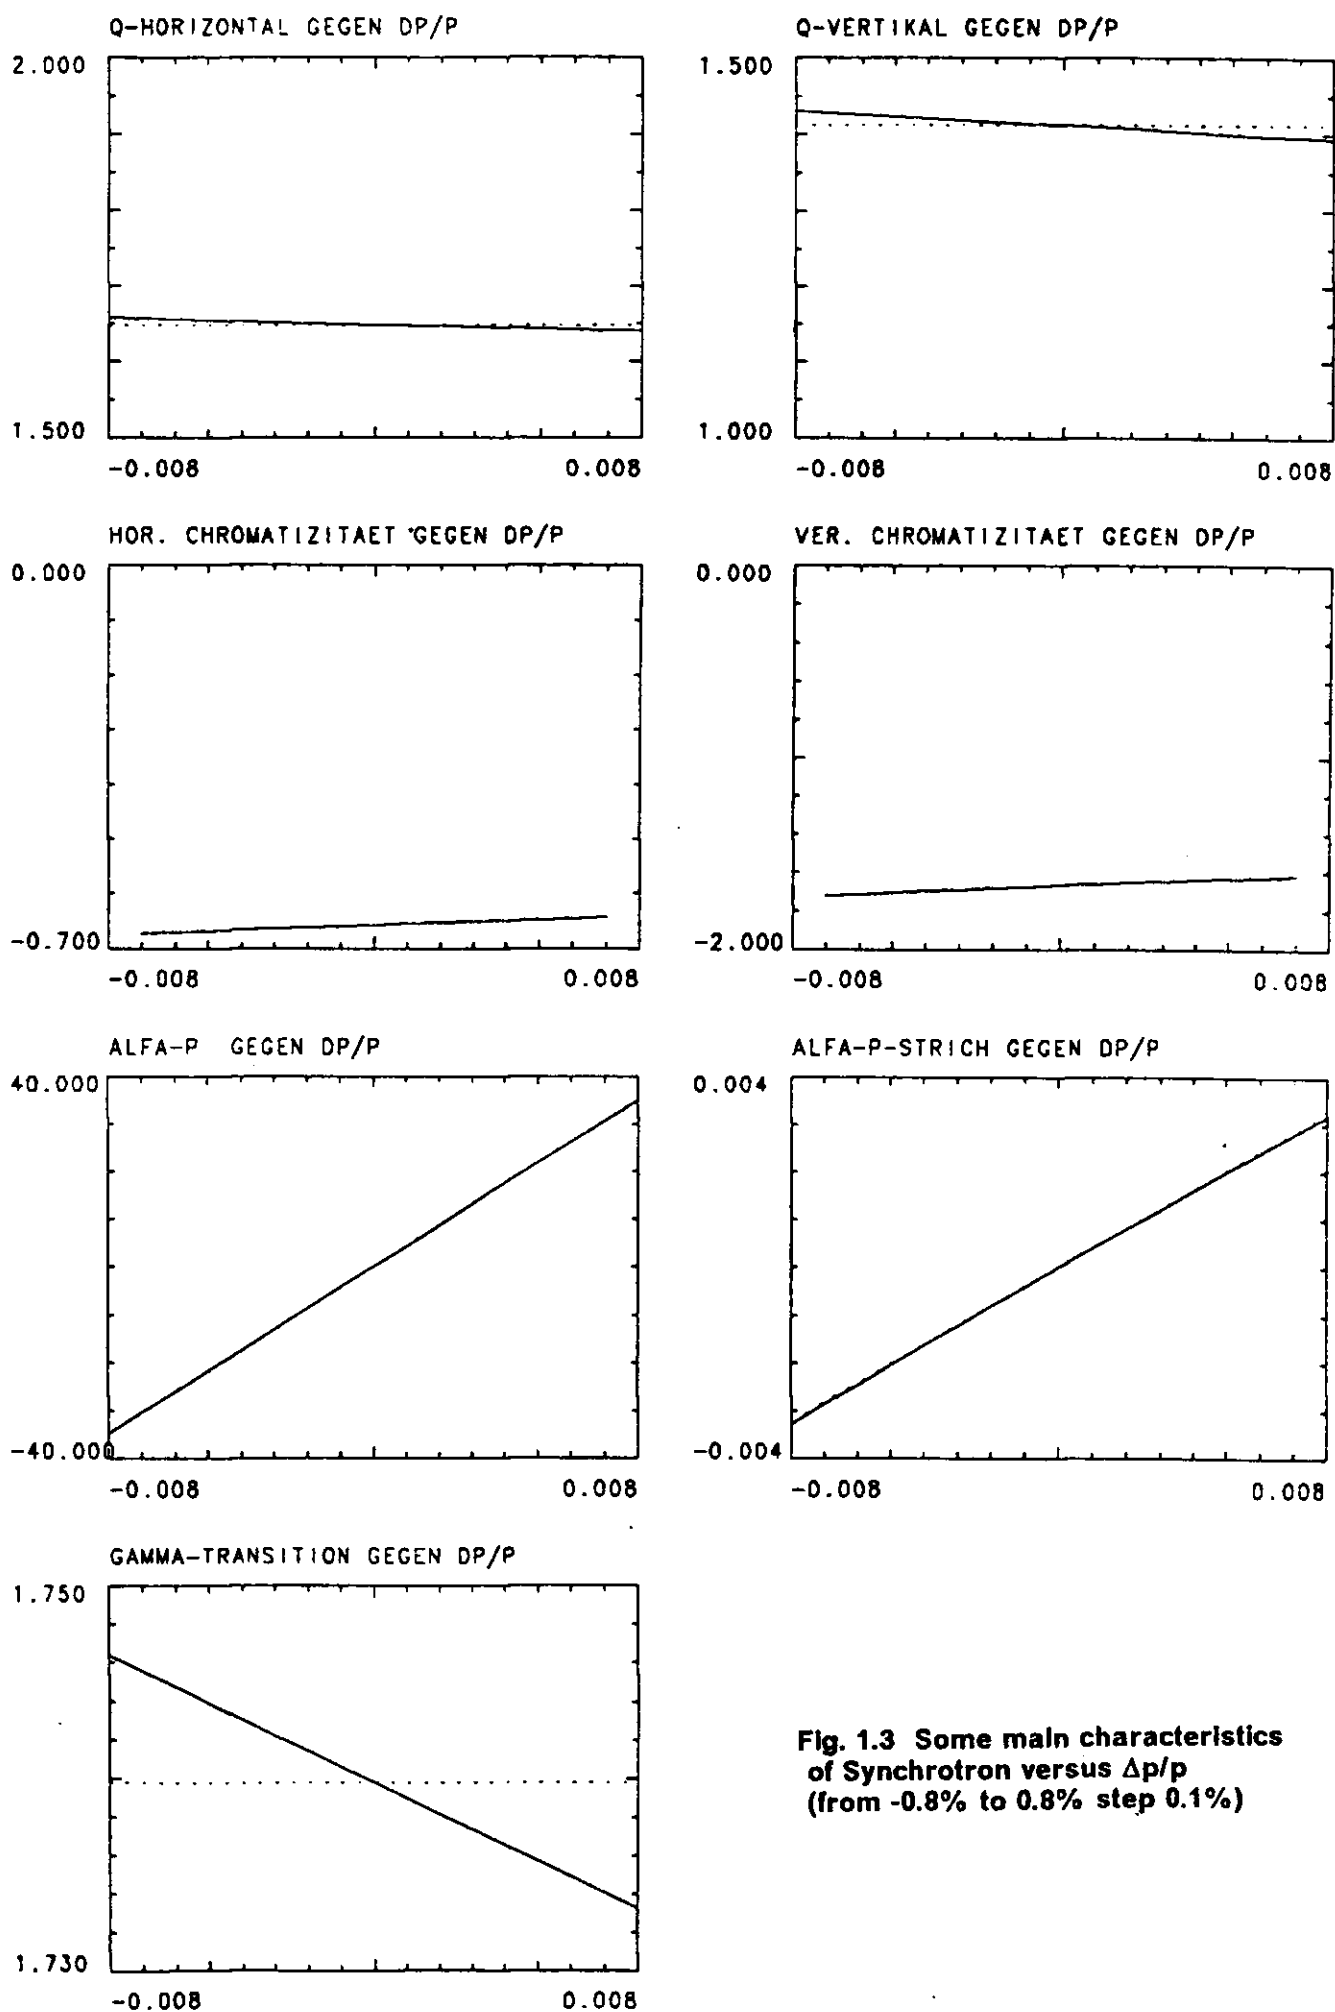 Q-HORIZONTAL GEGEN DP/P
2.000
1.500
-0.008 0.008
Q-VERTIKAL GEGEN DP/P
1.500
1.000
-0.008 0.008
HOR. CHROMATIZITAET GEGEN DP/P
0.000
-0.700
-0.008 0.008
VER. CHROMATIZITAET GEGEN DP/P
0.000
-2.000
-0.008 0.008
ALFA-P GEGEN DP/P
40.000
-40.000
-0.008 0.008
ALFA-P-STRICH GEGEN DP/P
0.004
-0.004
-0.008 0.008
GAMMA-TRANSITION GEGEN DP/P
1.750
1.730
-0.008 0.008
Fig. 1.3 Some main characteristics
of Synchrotron versus Δp/p
(from -0.8% to 0.8% step 0.1%)